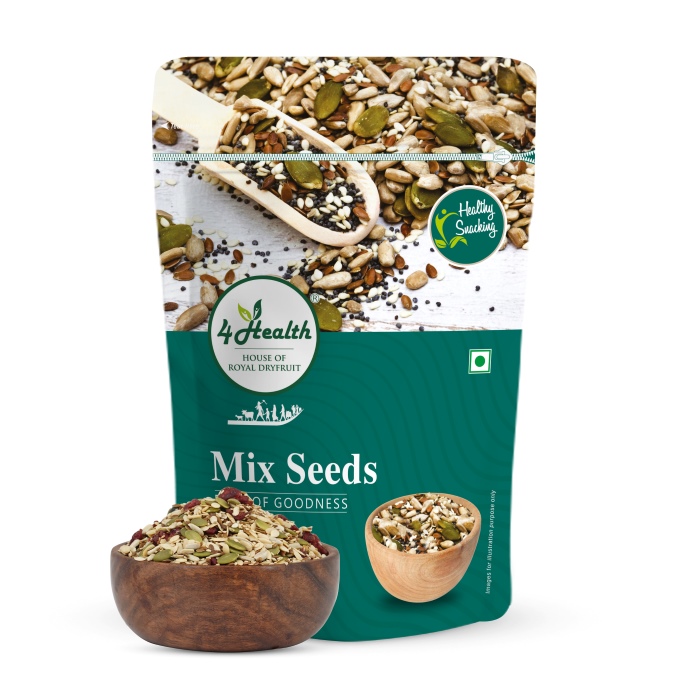 Healthy
Snacking
4Health
®
HOUSE OF
ROYAL DRYFRUIT
Mix Seeds
OF GOODNESS
Images for illustration purpose only